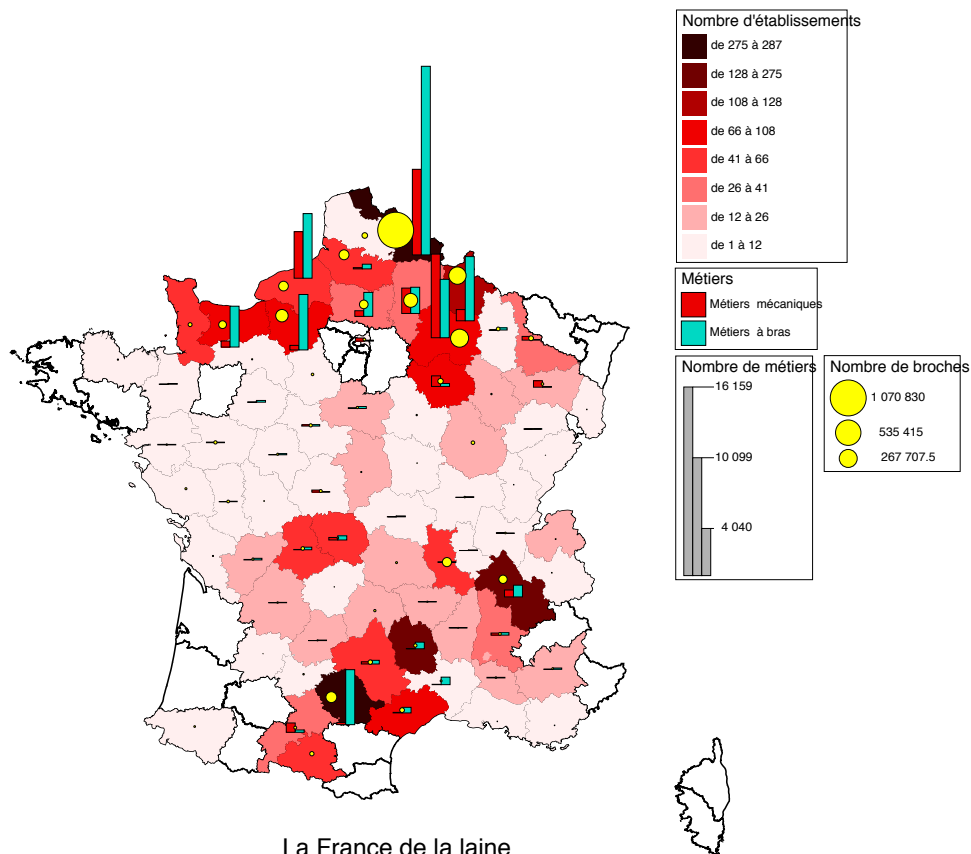 Nombre d'établissements
de 275 à 287
de 128 à 275
de 108 à 128
de 66 à 108
de 41 à 66
de 26 à 41
de 12 à 26
de 1 à 12
Métiers
Métiers mécaniques
Métiers à bras
Nombre de métiers
16 159
10 099
4 040
Nombre de broches
1 070 830
535 415
267 707.5
La France de la laine